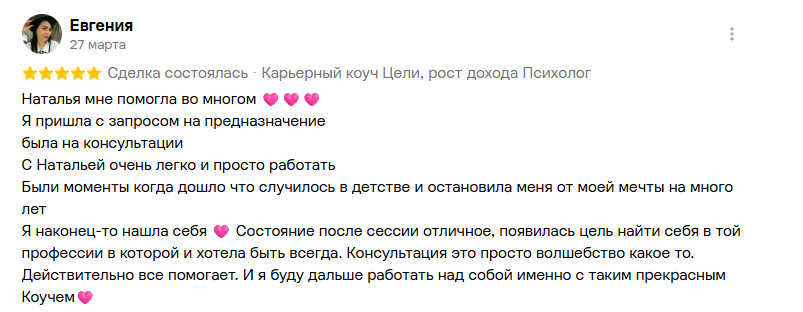 Евгения
27 марта
Сделка состоялась · Карьерный коуч Цели, рост дохода Психолог
Наталья мне помогла во многом 💗 💗 💗
Я пришла с запросом на предназначение
была на консультации
С Натальей очень легко и просто работать
Были моменты когда дошло что случилось в детстве и остановила меня от моей мечты на много
лет
Я наконец-то нашла себя 💗 Состояние после сессии отличное, появилась цель найти себя в той
профессии в которой и хотела быть всегда. Консультация это просто волшебство какое то.
Действительно все помогает. И я буду дальше работать над собой именно с таким прекрасным
Коучем💗